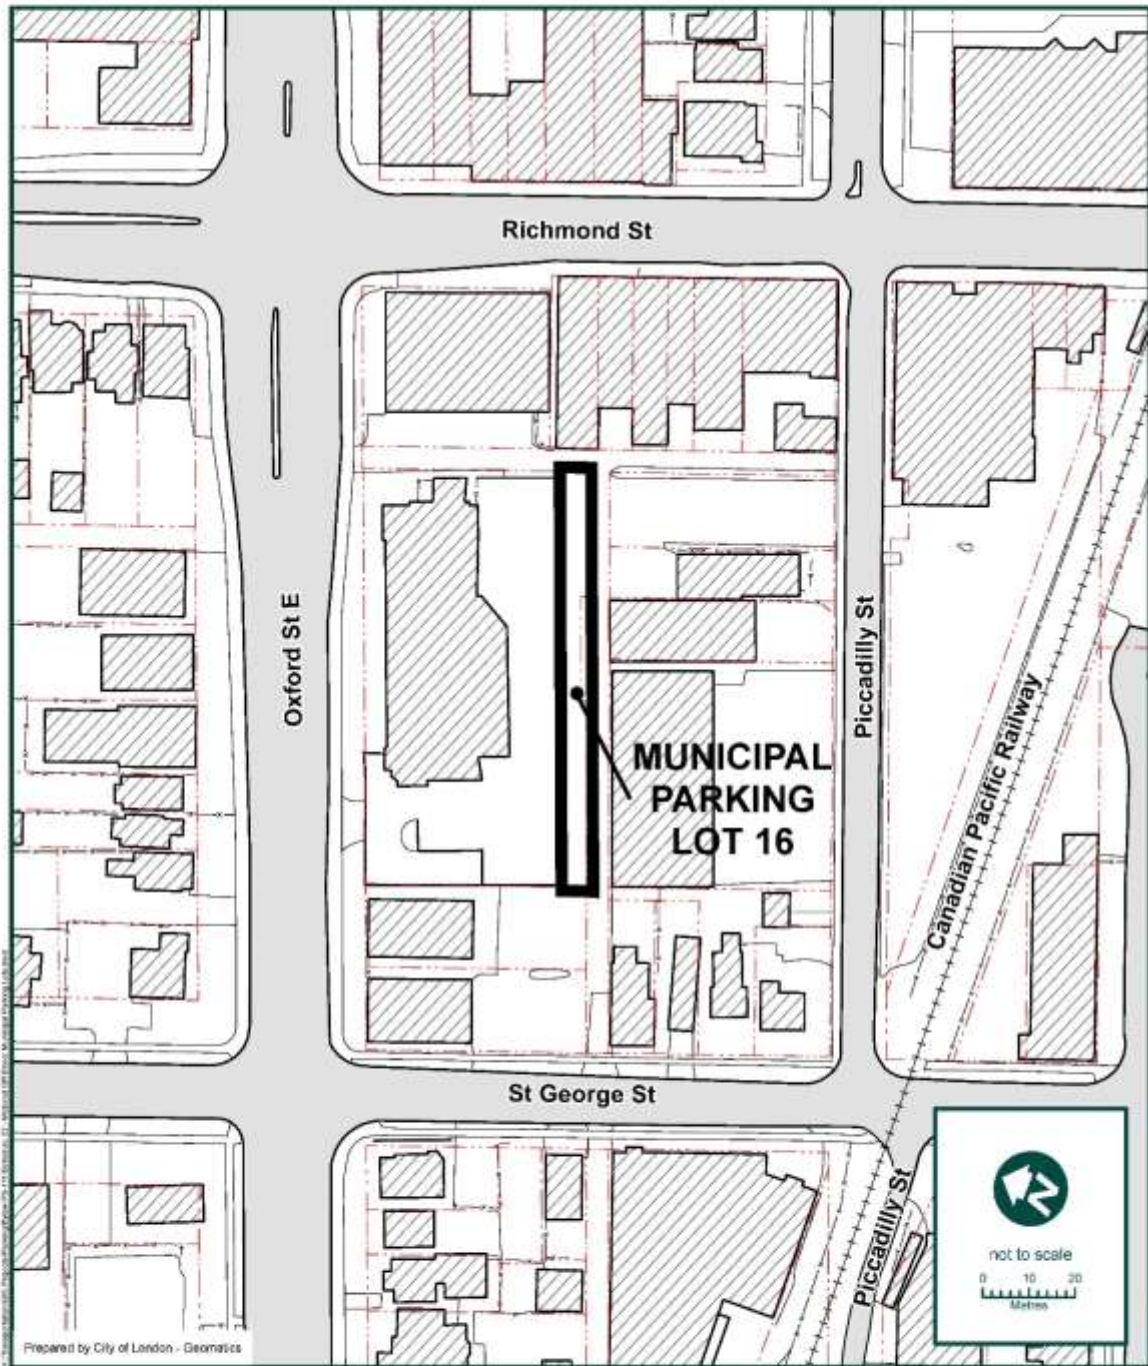 Richmond St
Oxford St E
Piccadilly St
MUNICIPAL
PARKING
LOT 16
Canadian Pacific Railway
St George St
Piccadilly St
N
not to scale
0 10 20
Metres
Prepared by City of London - Geomatics